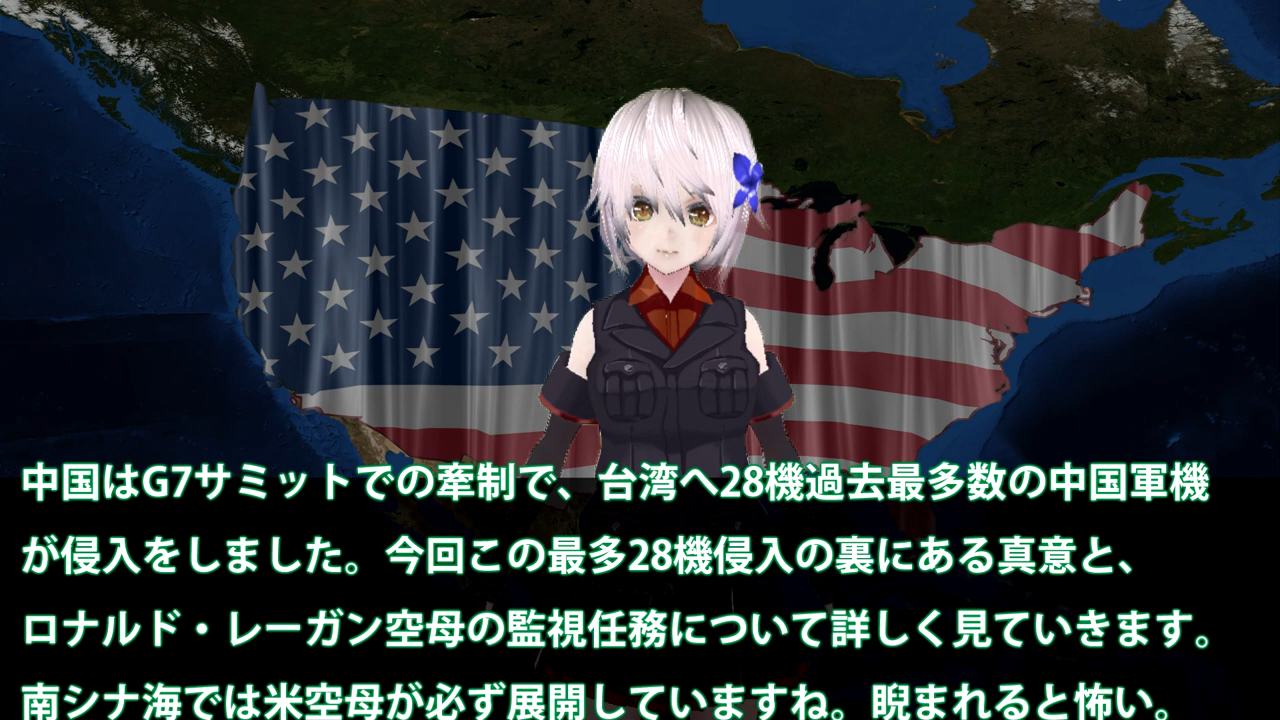 中国はG7サミットでの牽制で、台湾へ28機過去最多数の中国軍機
が侵入をしました。今回この最多28機侵入の裏にある真意と、
ロナルド・レーガン空母の監視任務について詳しく見ていきます。
南シナ海では米空母が必ず展開していますね。睨まれると怖い。